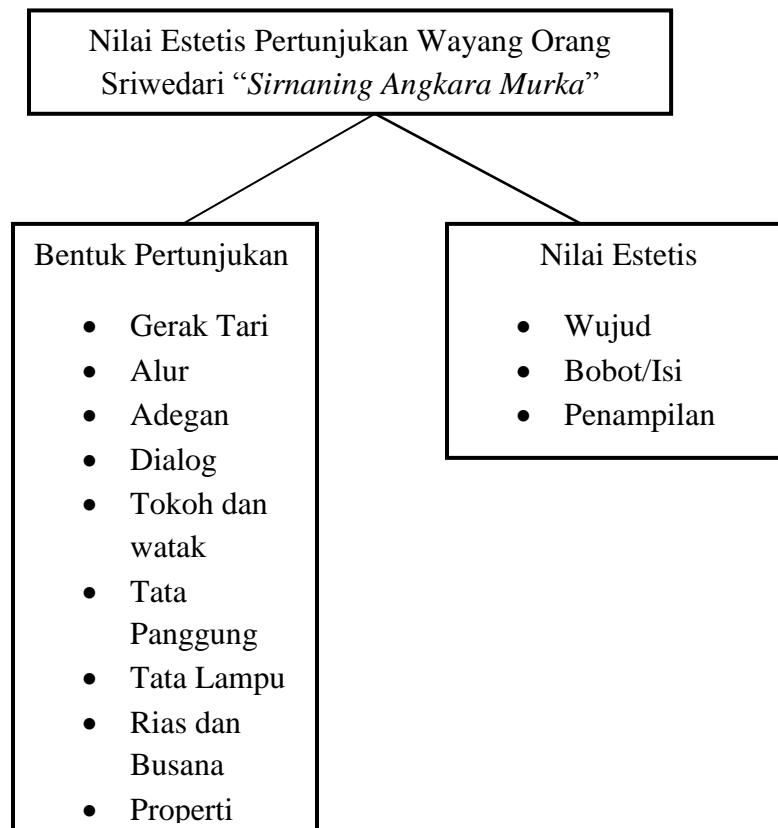 Nilai Estetis Pertunjukan Wayang Orang
Sriwedari “Sirnaning Angkara Murka”
Bentuk Pertunjukan
• Gerak Tari
• Alur
• Adegan
• Dialog
• Tokoh dan
watak
• Tata
Panggung
• Tata Lampu
• Rias dan
Busana
• Properti
Nilai Estetis
• Wujud
• Bobot/Isi
• Penampilan